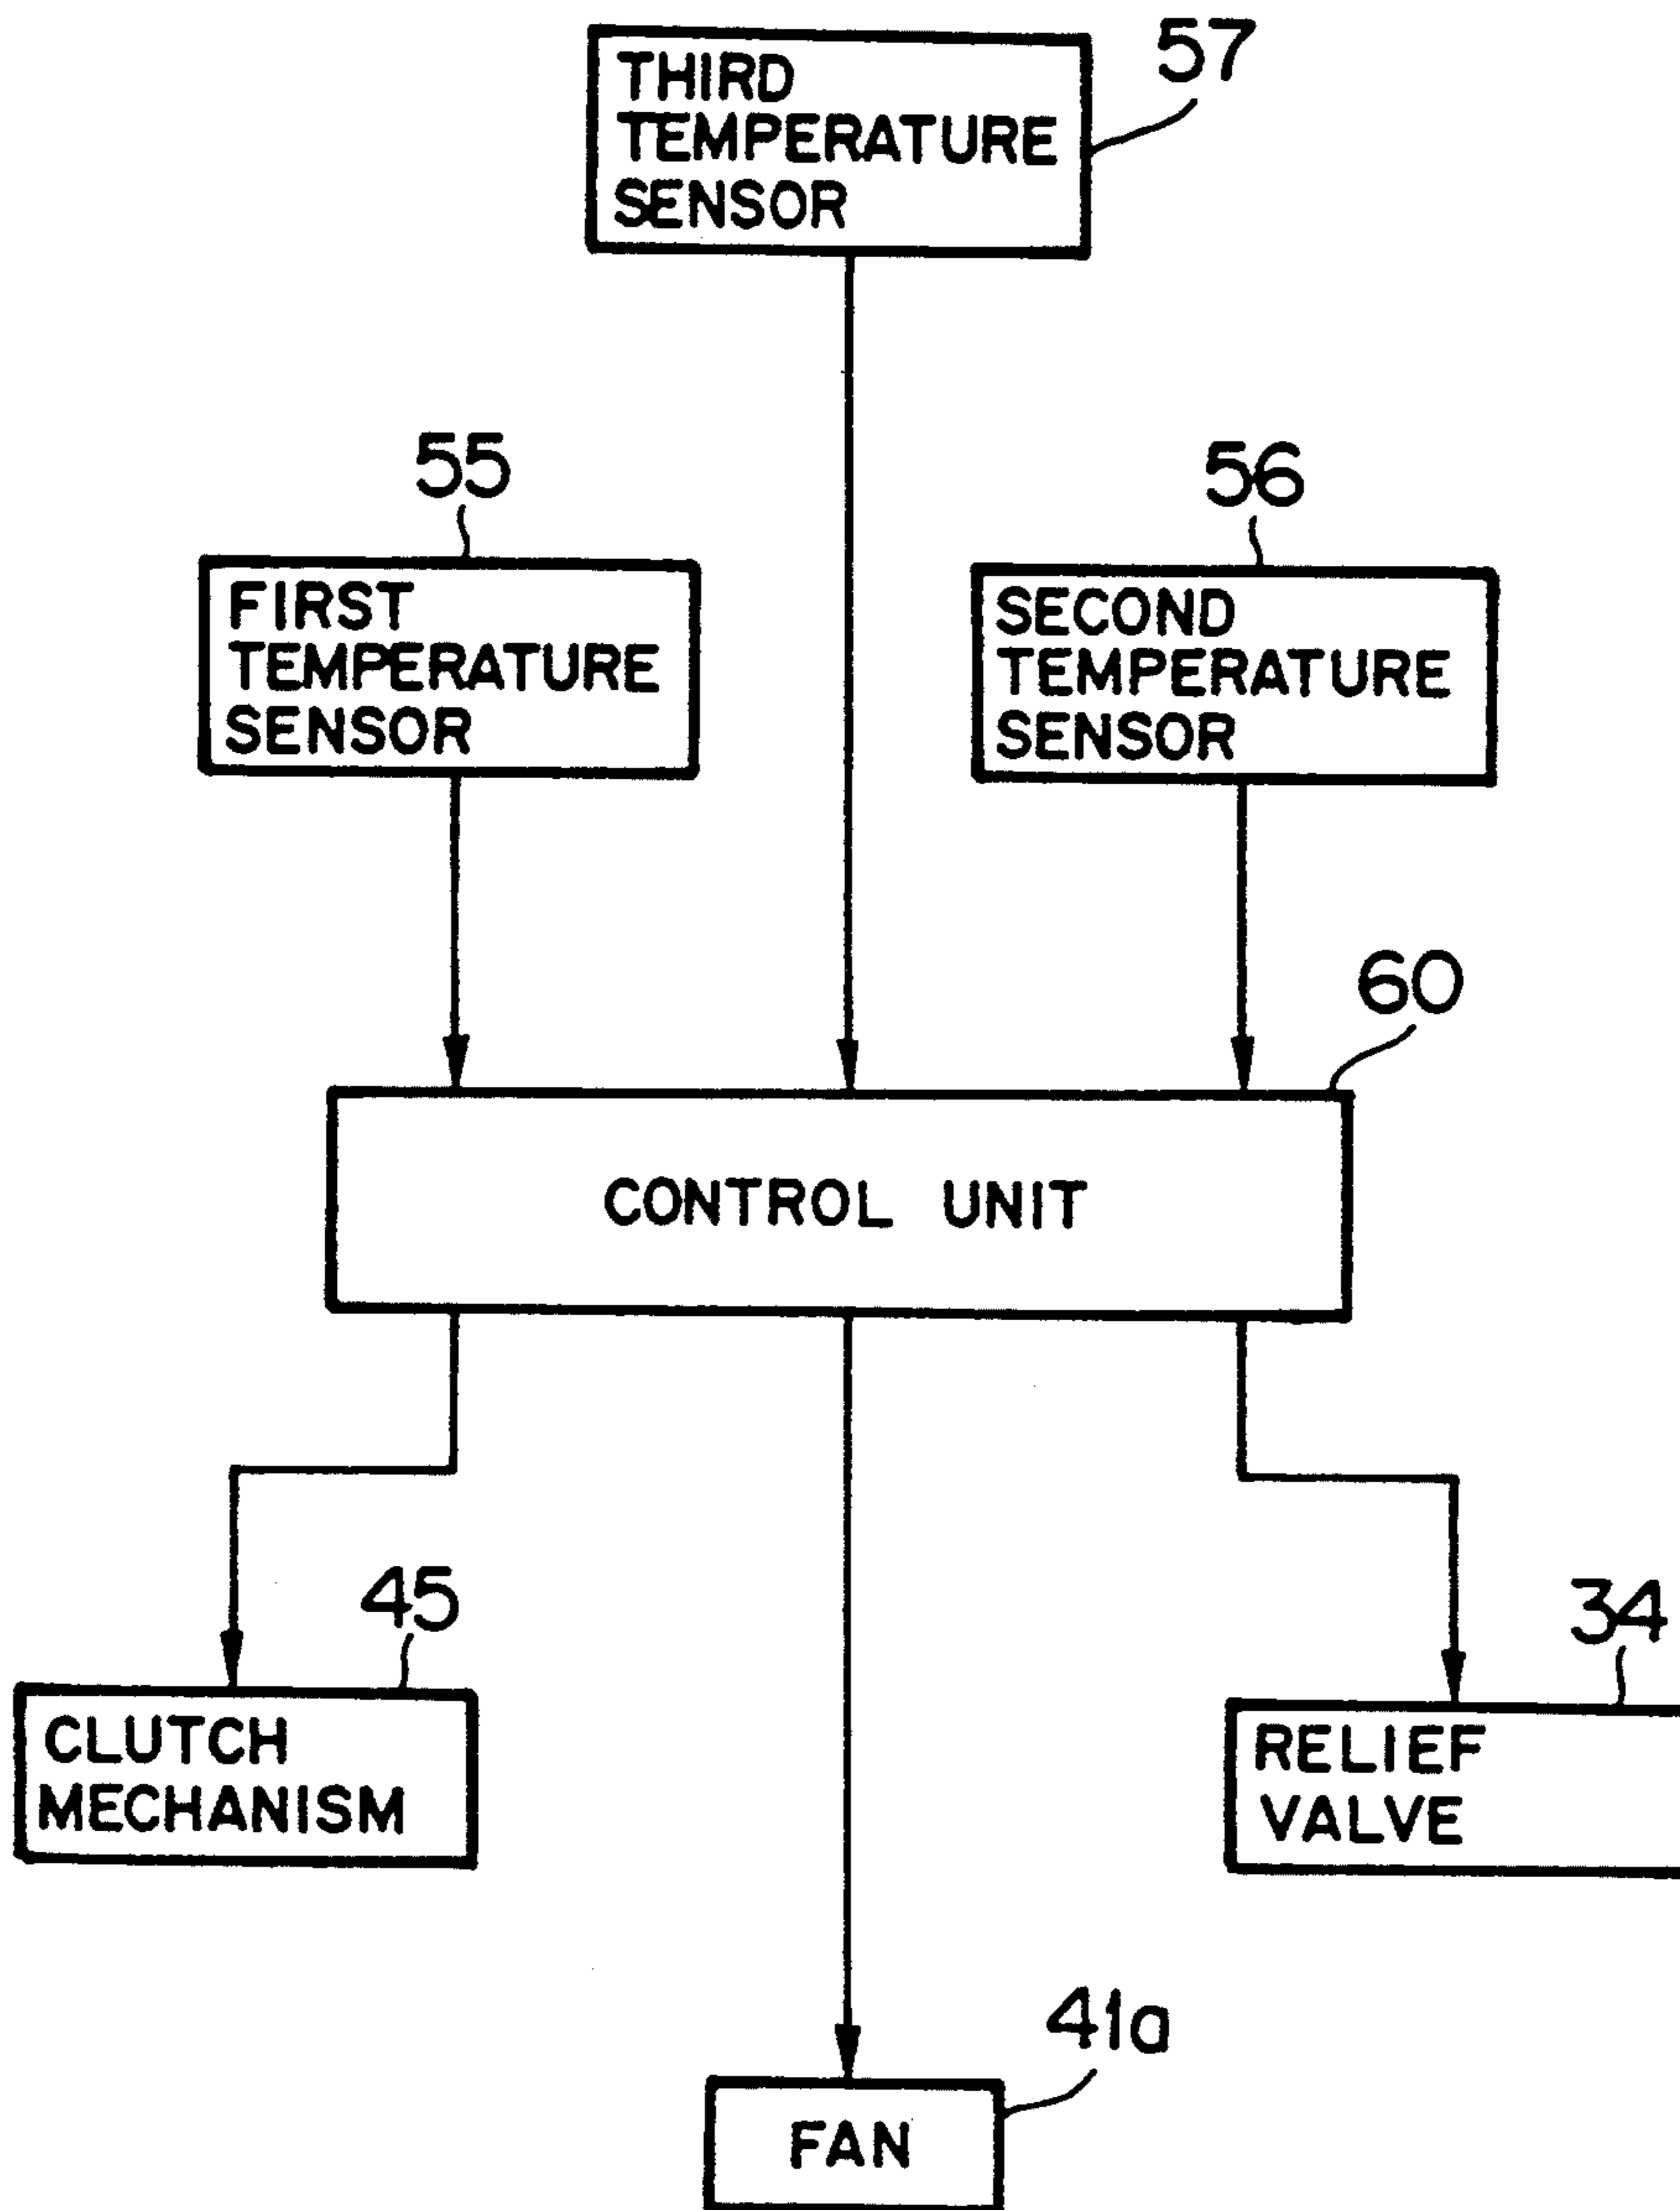 57
THIRD
TEMPERATURE
SENSOR
55
56
FIRST
TEMPERATURE
SENSOR
SECOND
TEMPERATURE
SENSOR
60
CONTROL UNIT
45
34
CLUTCH
MECHANISM
RELIEF
VALVE
41a
FAN